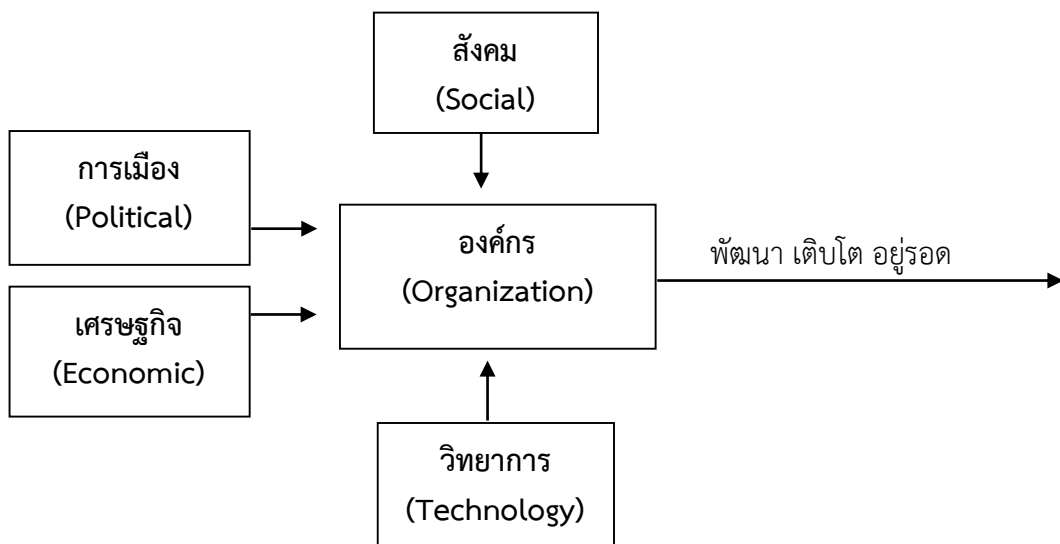 สังคม
(Social)
การเมือง
(Political)
องค์กร
(Organization)
พัฒนา เติบโต อยู่รอด
เศรษฐกิจ
(Economic)
วิทยาการ
(Technology)